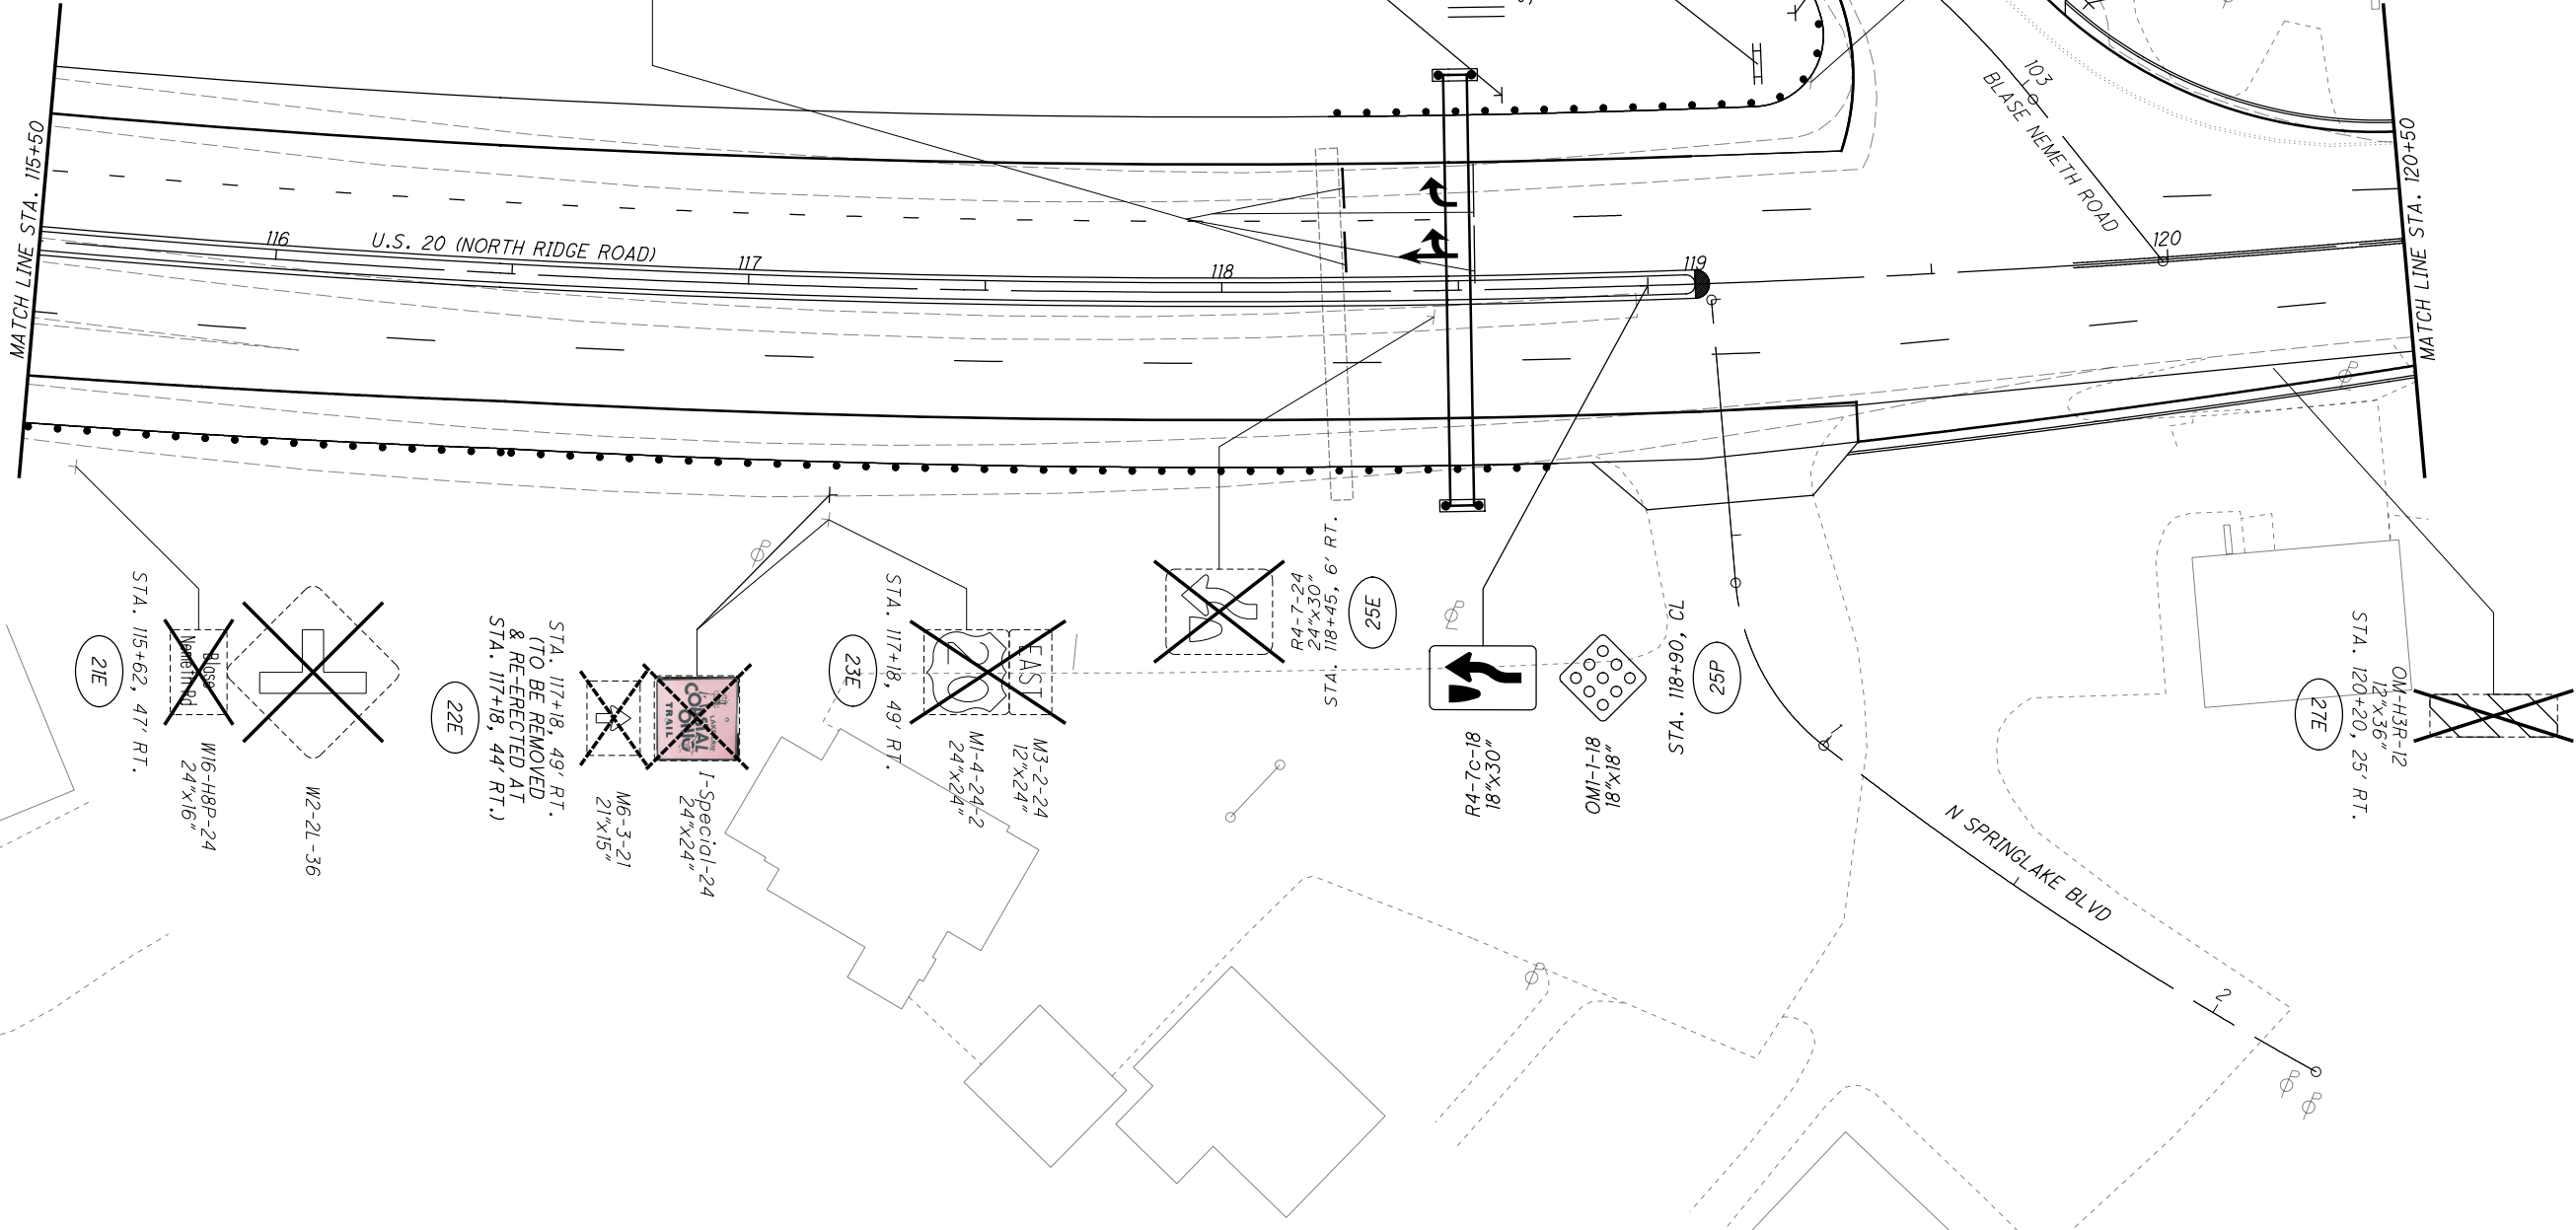 MATCH LINE STA. 115+50
116
U.S. 20 (NORTH RIDGE ROAD)
117
118
119
120
103
BLASE NEMETH ROAD
MATCH LINE STA. 120+50
21E
STA. 115+62, 47' RT.
Blase
Nemeth Rd
W16-H8P-24
24"x16"
W2-2L-36
22E
STA. 117+18, 49' RT.
(TO BE REMOVED
& RE-ERECTED AT
STA. 117+18, 44' RT.)
M6-3-21
21"x15"
TRAIL
I-Special-24
24"x24"
23E
STA. 117+18, 49' RT.
EAST
M3-2-24
12"x24"
M1-4-24-2
24"x24"
R4-7-24
24"x30"
STA. 118+45, 6' RT.
25E
R4-7c-18
18"x30"
OM1-1-18
18"x18"
STA. 118+90, CL
25P
N SPRINGLAKE BLVD
2
27E
STA. 120+20, 25' RT.
OM-H3R-12
12"x36"